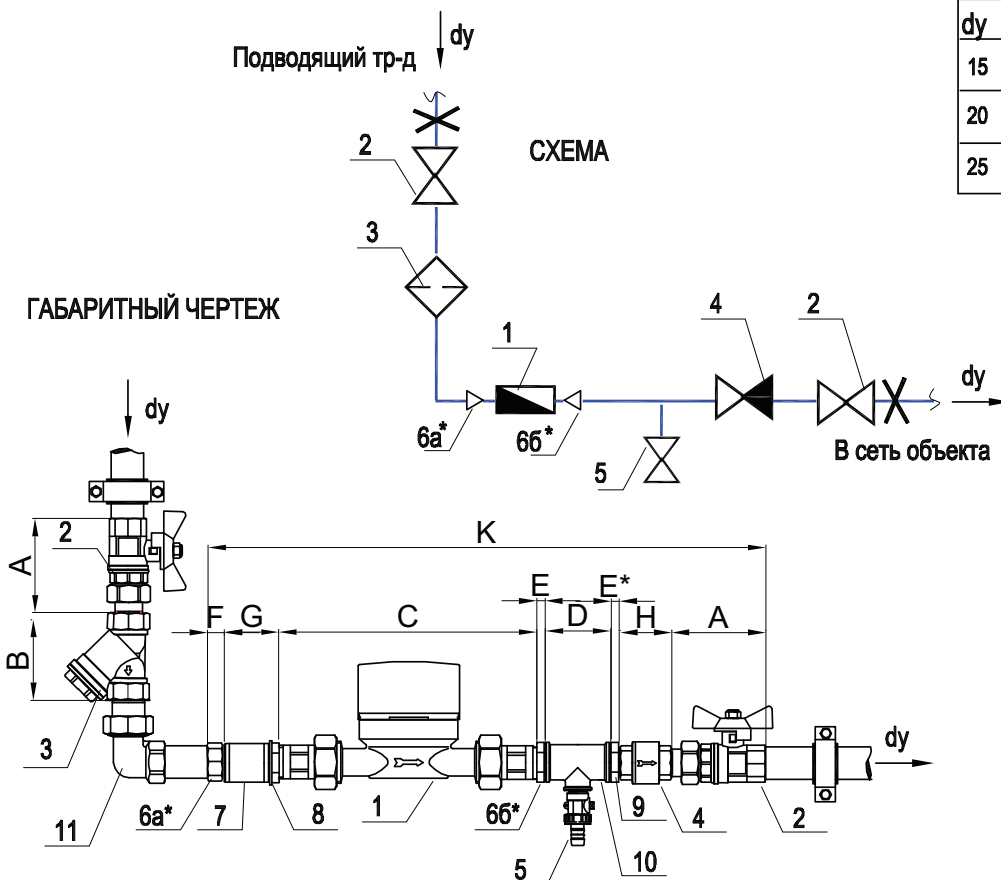 dy
Подводящий тр-д
СХЕМА
2
3
ГАБАРИТНЫЙ ЧЕРТЕЖ
1
4
2
dy
6а*
6б*
5
В сеть объекта
dy
15
20
25
dy
2
A
B
3
K
F
G
C
E
D
E*
H
A
dy
11
6а*
7
8
1
6б*
5
10
9
4
2